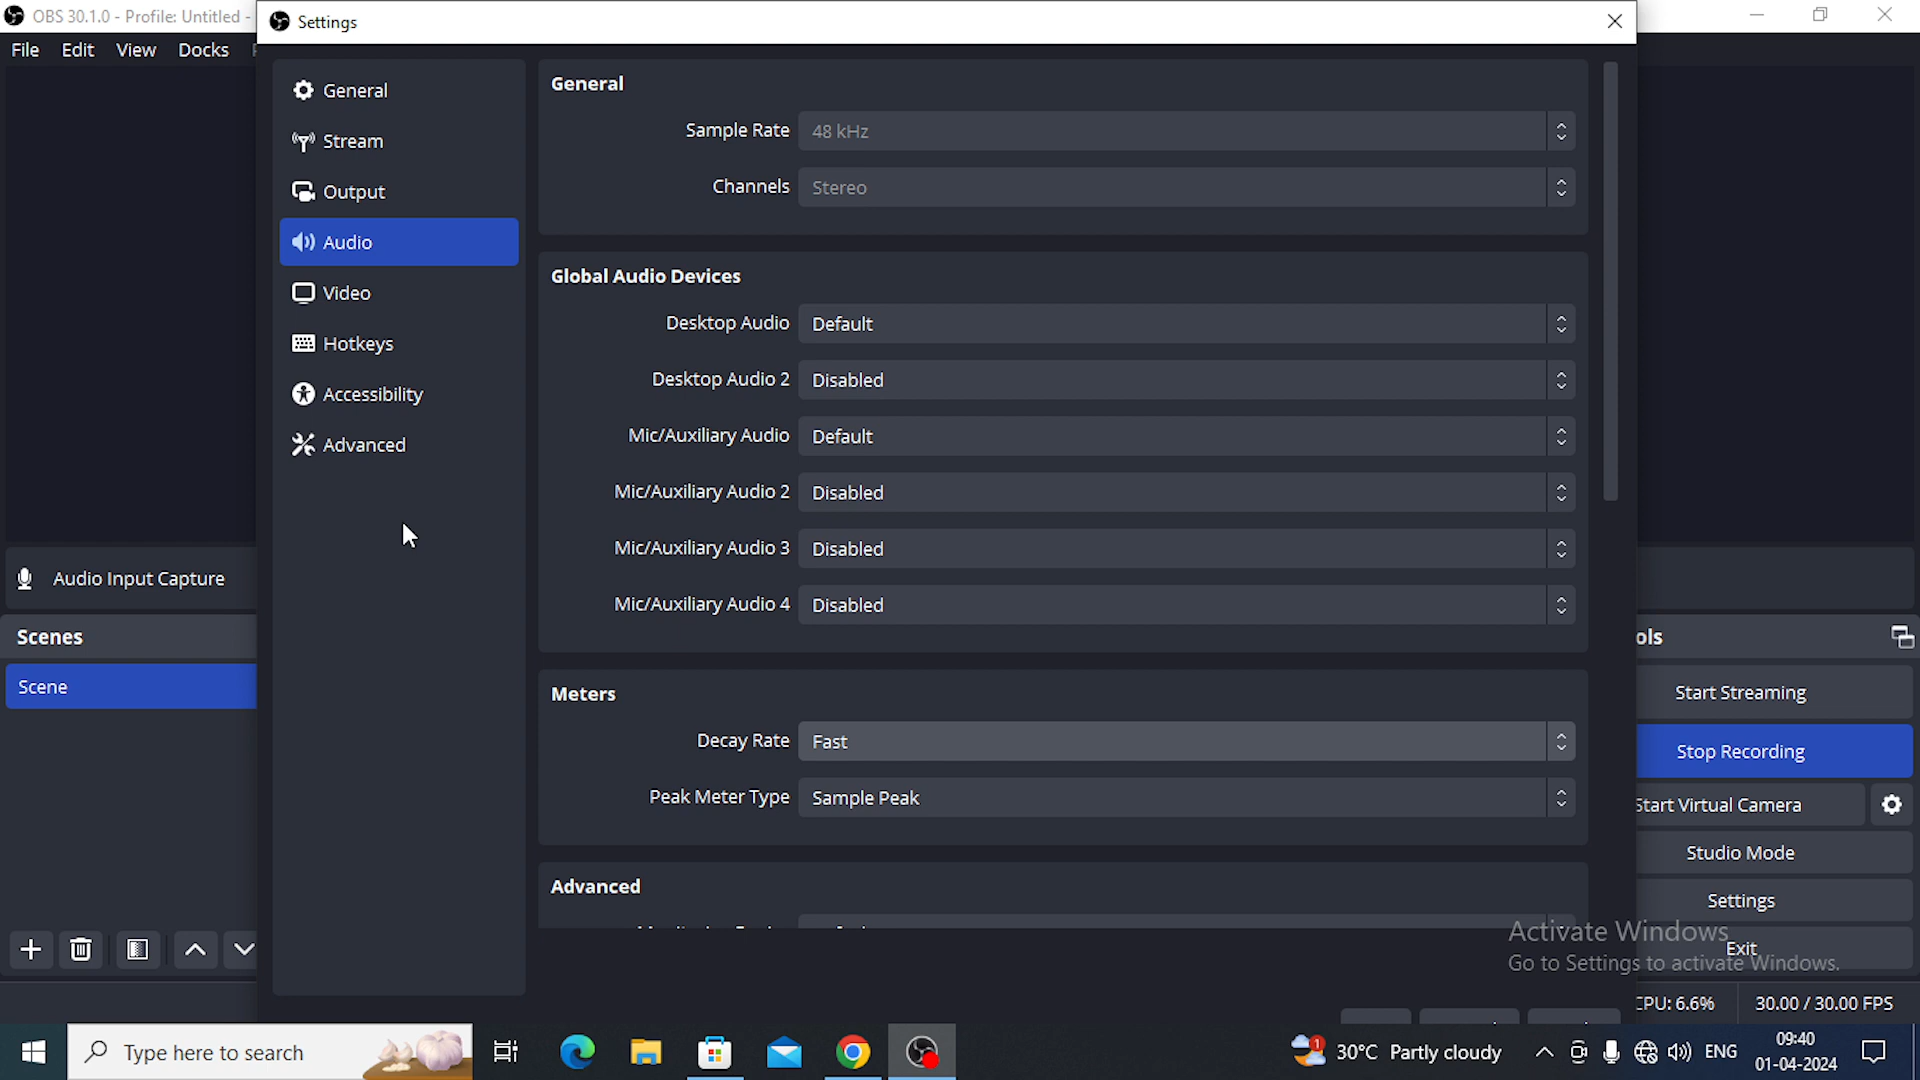 OBS 30.1.0 - Profile: Untitled -
Settings
File Edit View Docks
General
Stream
Output
Audio
Video
Hotkeys
Accessibility
Advanced
General
Sample Rate 48 kHz
Channels Stereo
Global Audio Devices
Desktop Audio Default
Desktop Audio 2 Disabled
Mic/Auxiliary Audio Default
Mic/Auxiliary Audio 2 Disabled
Mic/Auxiliary Audio 3 Disabled
Mic/Auxiliary Audio 4 Disabled
Meters
Decay Rate Fast
Peak Meter Type Sample Peak
Advanced
Audio Input Capture
Scenes
Scene
ols
Start Streaming
Stop Recording
Start Virtual Camera
Studio Mode
Settings
Exit
Activate Windows
Go to Settings to activate Windows.
CPU: 6.6% 30.00 / 30.00 FPS
Type here to search
1
30°C Partly cloudy
ENG
09:40
01-04-2024